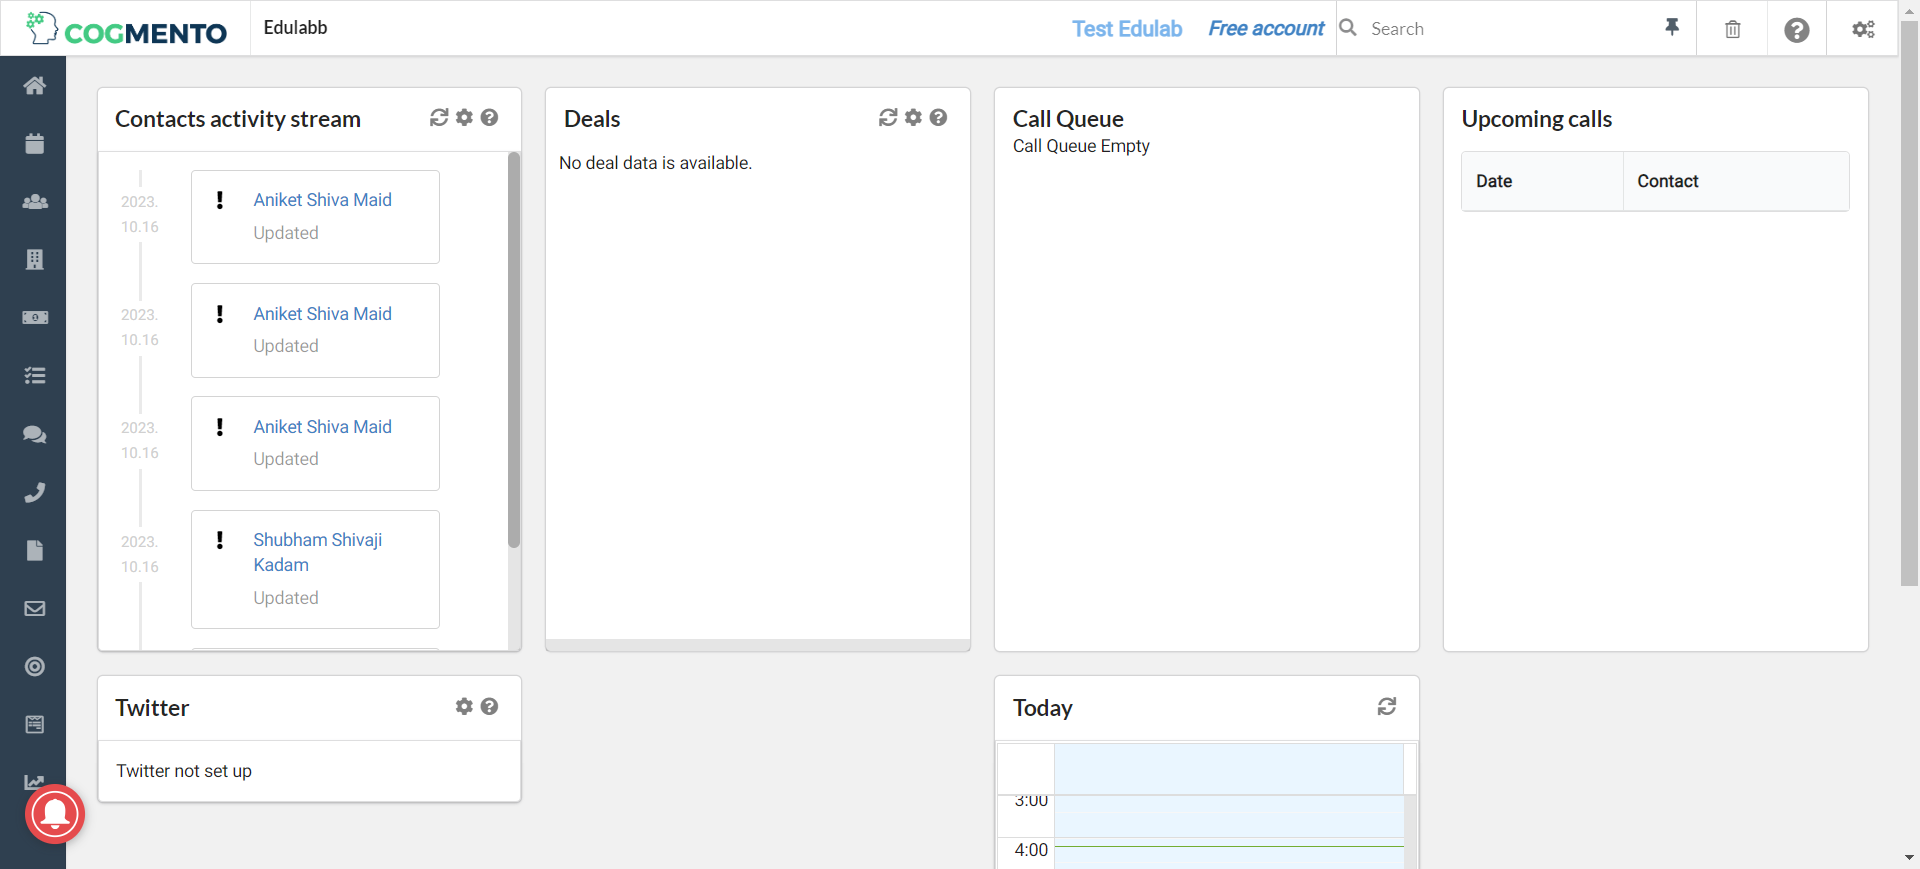 COGMENTO
Edulabb
Test Edulab
Free account
Search
Contacts activity stream
2023.
10.16
Aniket Shiva Maid
Updated
2023.
10.16
Aniket Shiva Maid
Updated
2023.
10.16
Aniket Shiva Maid
Updated
2023.
10.16
Shubham Shivaji
Kadam
Updated
Deals
No deal data is available.
Call Queue
Call Queue Empty
Upcoming calls
Date
Contact
Twitter
Twitter not set up
Today
3:00
4:00